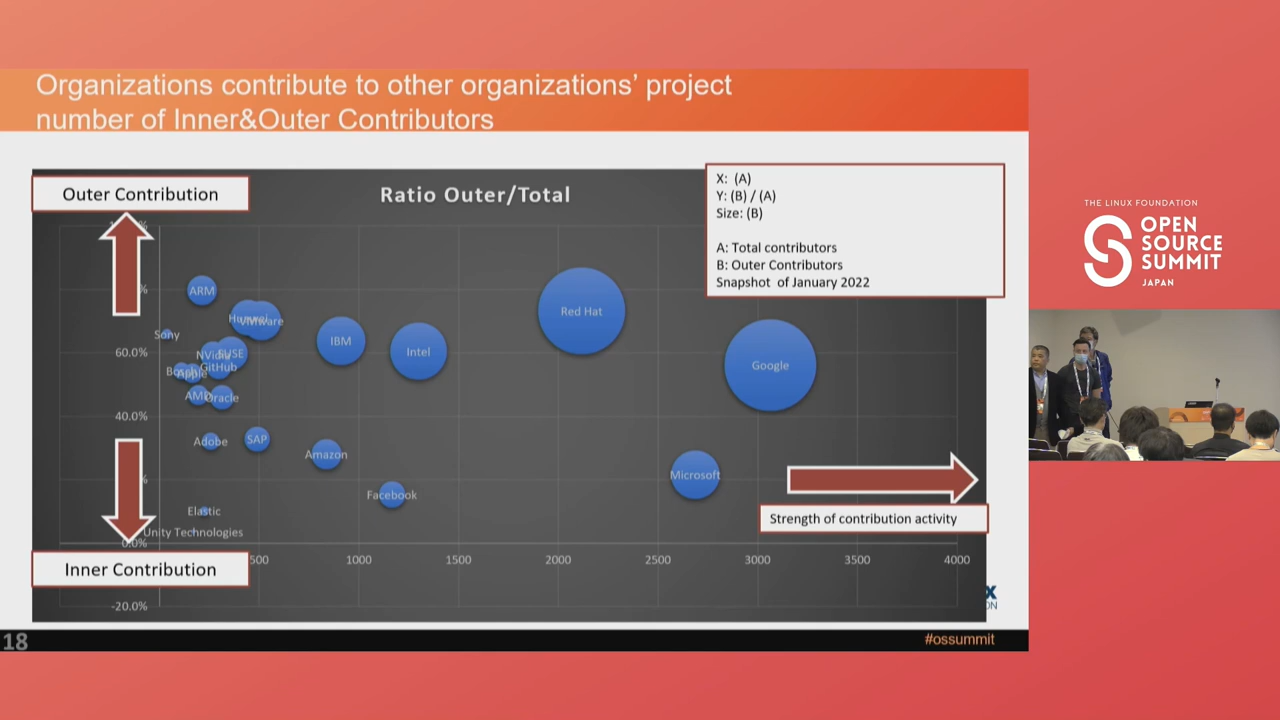 Organizations contribute to other organizations' project
number of Inner&Outer Contributors
Outer Contribution
Ratio Outer/Total
X: (A)
Y: (B) / (A)
Size: (B)
A: Total contributors
B: Outer Contributors
Snapshot of January 2022
ARM
Huawei
VMware
Sony
Red Hat
IBM
Intel
60.0%
NVidia
SUSE
GitHub
Google
Apple
AMD
Oracle
40.0%
Adobe
SAP
Amazon
Microsoft
Facebook
Elastic
Strength of contribution activity
Unity Technologies
0.0%
500
1000
1500
2000
2500
3000
3500
4000
Inner Contribution
-20.0%
18
#ossummit
THE LINUX FOUNDATION
OPEN
SOURCE
SUMMIT
JAPAN